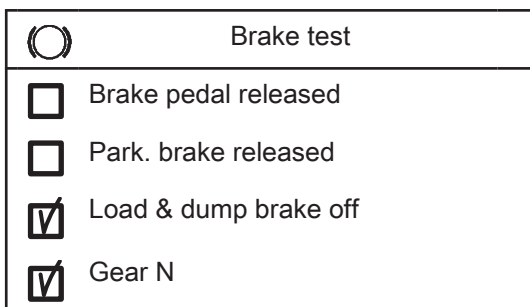 Brake test
Brake pedal released
Park. brake released
Load & dump brake off
Gear N